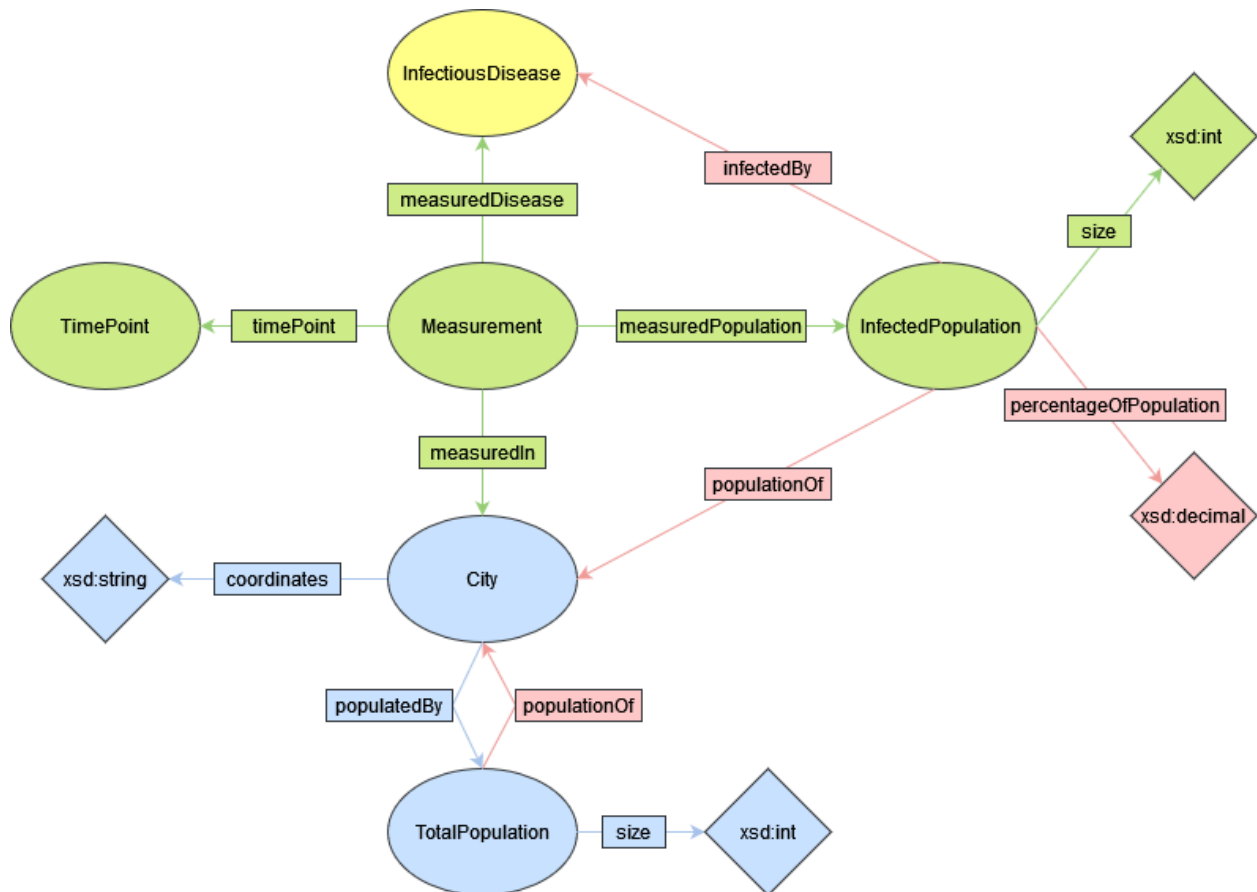 InfectiousDisease
xsd:int
infectedBy
measuredDisease
size
TimePoint
timePoint
Measurement
measuredPopulation
InfectedPopulation
percentageOfPopulation
measuredIn
populationOf
xsd:decimal
xsd:string
coordinates
City
populatedBy
populationOf
TotalPopulation
size
xsd:int